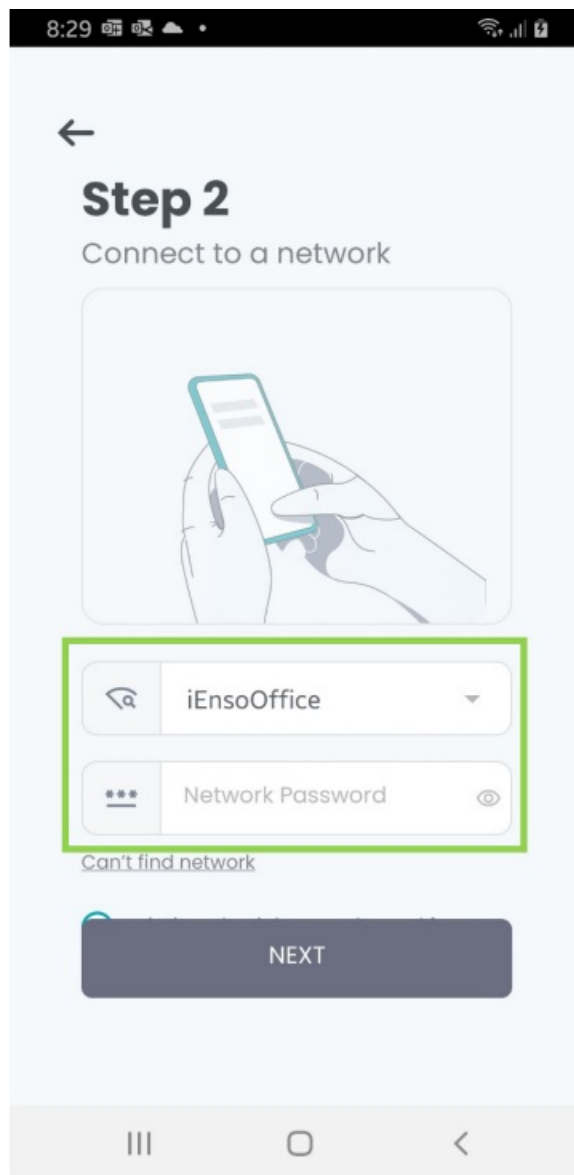 8:29
Step 2
Connect to a network
iEnsoOffice
Network Password
Can't find network
NEXT